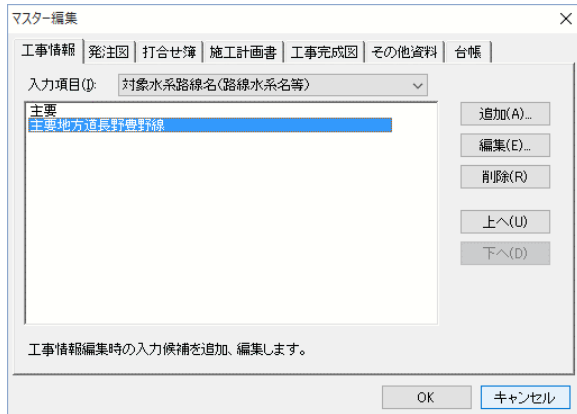 マスター編集
工事情報 発注図 打合せ簿 施工計画書 工事完成図 その他資料 台帳
入力項目(I): 対象水系路線名(路線水系名等)
主要
主要地方道長野豊野線
追加(A)...
編集(E)...
削除(R)
上へ(U)
下へ(D)
工事情報編集時の入力候補を追加、編集します。
OK キャンセル